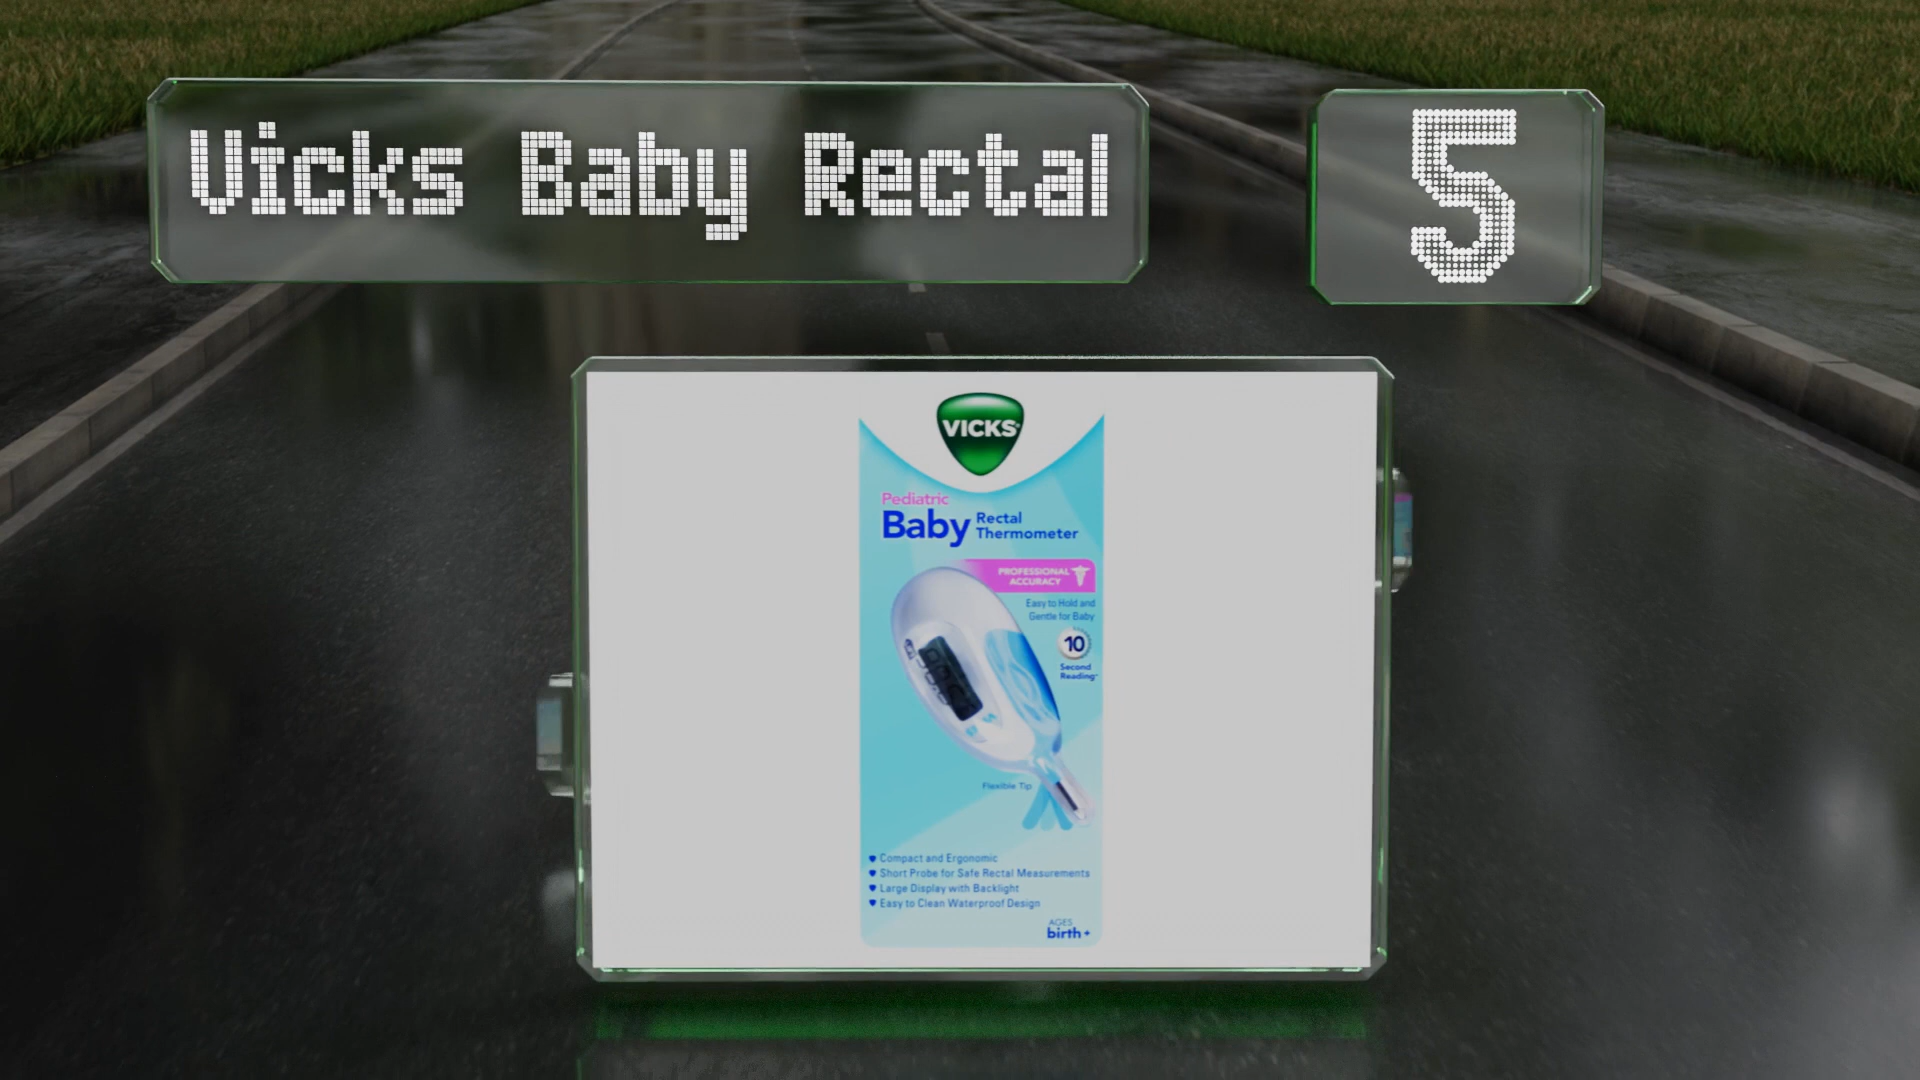 Vicks Baby Rectal
5
VICKS
Pediatric
Baby Rectal
Thermometer
PROFESSIONAL
ACCURACY
Easy to Hold and
Gentle for Baby
10
Second
Reading*
Flexible Tip
Compact and Ergonomic
Short Probe for Safe Rectal Measurements
Large Display with Backlight
Easy to Clean Waterproof Design
AGES
birth+